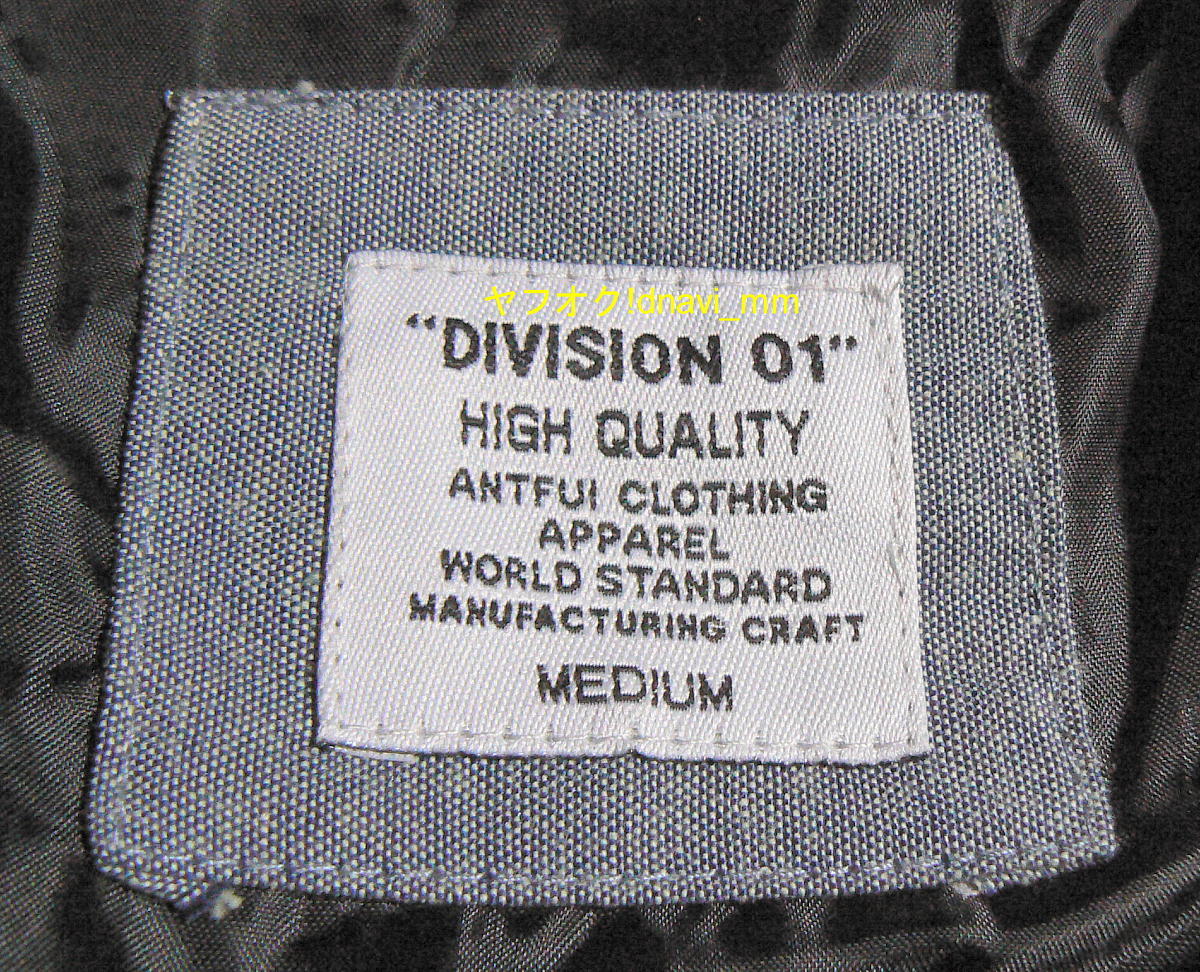 ヤフオク!dnavi_mm
“DIVISION 01”
HIGH QUALITY
ANTFUI CLOTHING
APPAREL
WORLD STANDARD
MANUFACTURING CRAFT
MEDIUM